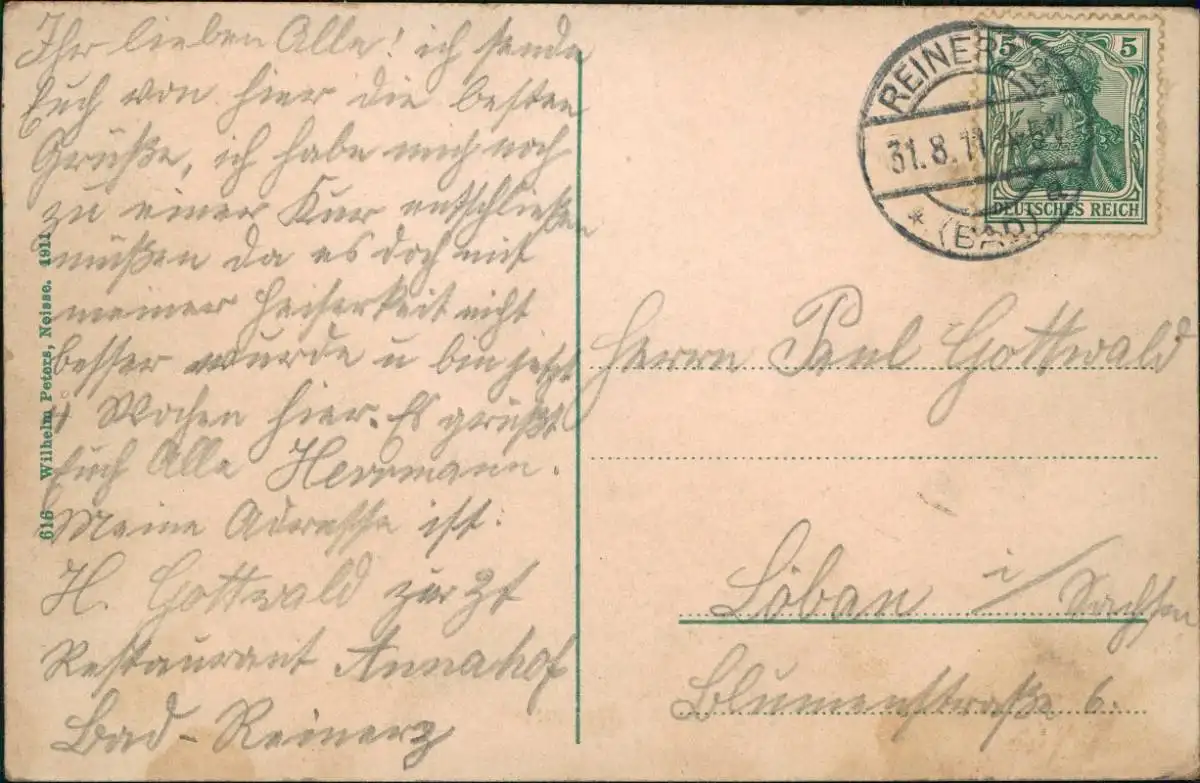 Ihr lieben Alle! ich sende
Euch von hier die besten
Grüße, ich habe mich noch
zu einer Kur entschließen
müßen da es doch mit
meiner Heiserkeit nicht
besser wurde u bin jetzt
4 Wochen hier. Es grüßt
Euch Alle Herrmann.
Meine Adresse ist:
H. Gottwald zur Zt
Restaurant Annahof
Bad-Reinerz
616 Wilhelm Peters, Neisse. 1911
REINERZ
31.8.11
* (BAD) a
5 5
DEUTSCHES REICH
Herrn Paul Gottwald
Löbau i/Sachsen
Blumenstraße 6.